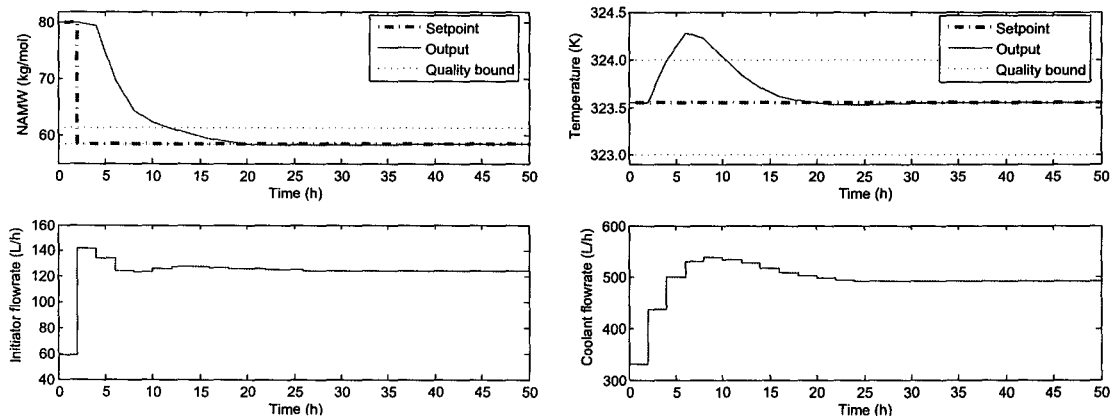 NAMW (kg/mol)
80
70
60
Setpoint
Output
Quality bound
0 5 10 15 20 25 30 35 40 45 50
Time (h)
Temperature (K)
324.5
324.0
323.5
323.0
Setpoint
Output
Quality bound
0 5 10 15 20 25 30 35 40 45 50
Time (h)
Initiator flowrate (L/h)
160
140
120
100
80
60
40
0 5 10 15 20 25 30 35 40 45 50
Time (h)
Coolant flowrate (L/h)
600
500
400
300
0 5 10 15 20 25 30 35 40 45 50
Time (h)